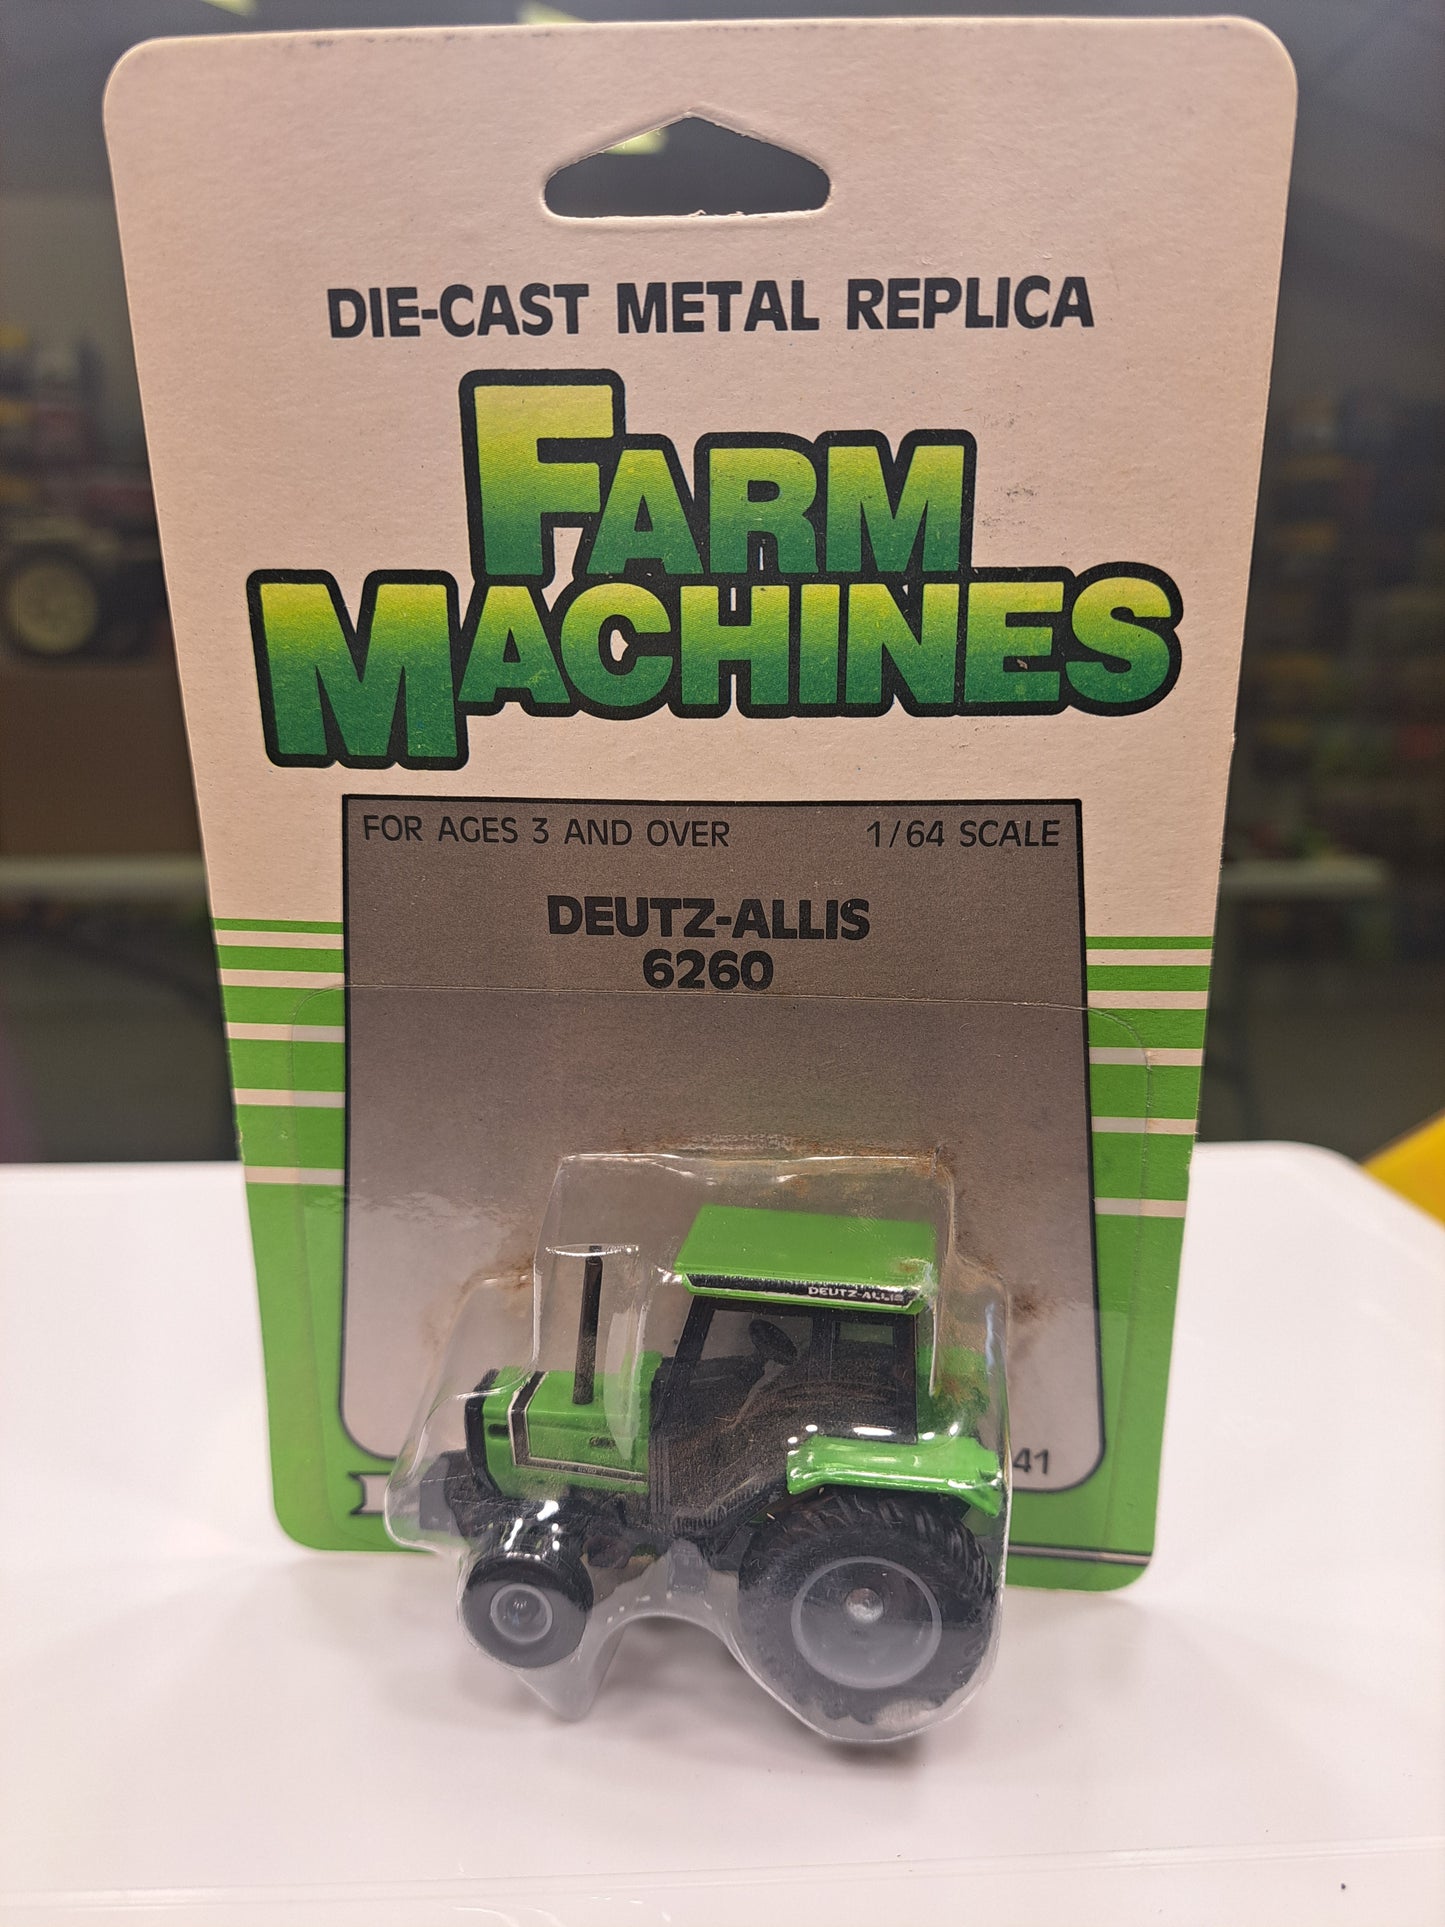 DIE-CAST METAL REPLICA
FARM
MACHINES
FOR AGES 3 AND OVER 1/64 SCALE
DEUTZ-ALLIS
6260
DEUTZ-ALLIS
41